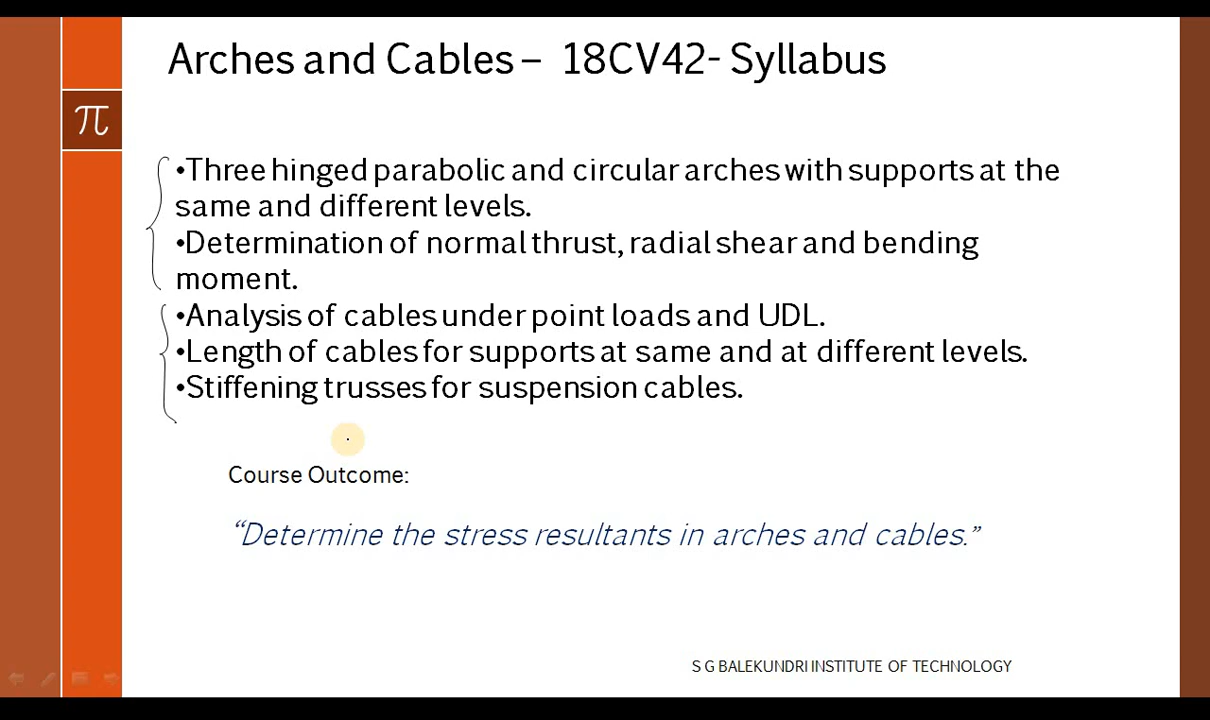 Arches and Cables – 18CV42- Syllabus
π
•Three hinged parabolic and circular arches with supports at the
same and different levels.
•Determination of normal thrust, radial shear and bending
moment.
•Analysis of cables under point loads and UDL.
•Length of cables for supports at same and at different levels.
•Stiffening trusses for suspension cables.
Course Outcome:
“Determine the stress resultants in arches and cables.”
S G BALEKUNDRI INSTITUTE OF TECHNOLOGY